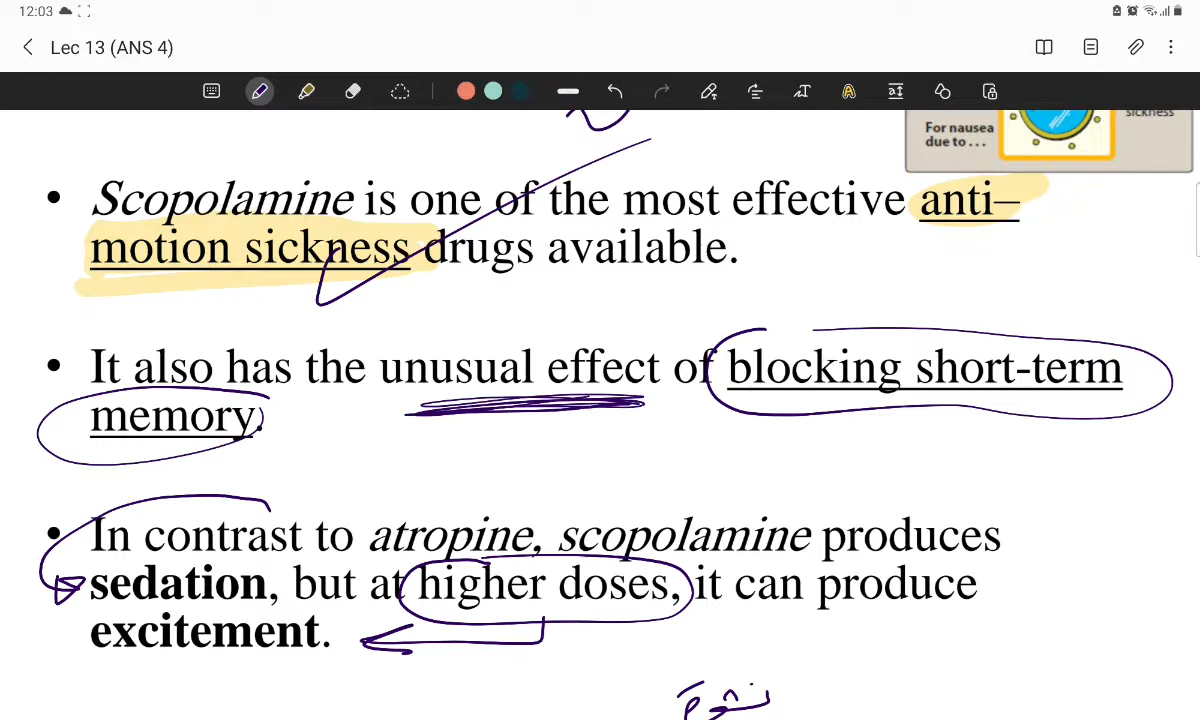 12:03
Lec 13 (ANS 4)
sickness
For nausea
due to...
• Scopolamine is one of the most effective anti–
motion sickness drugs available.
• It also has the unusual effect of blocking short-term
memory.
• In contrast to atropine, scopolamine produces
sedation, but at higher doses, it can produce
excitement.